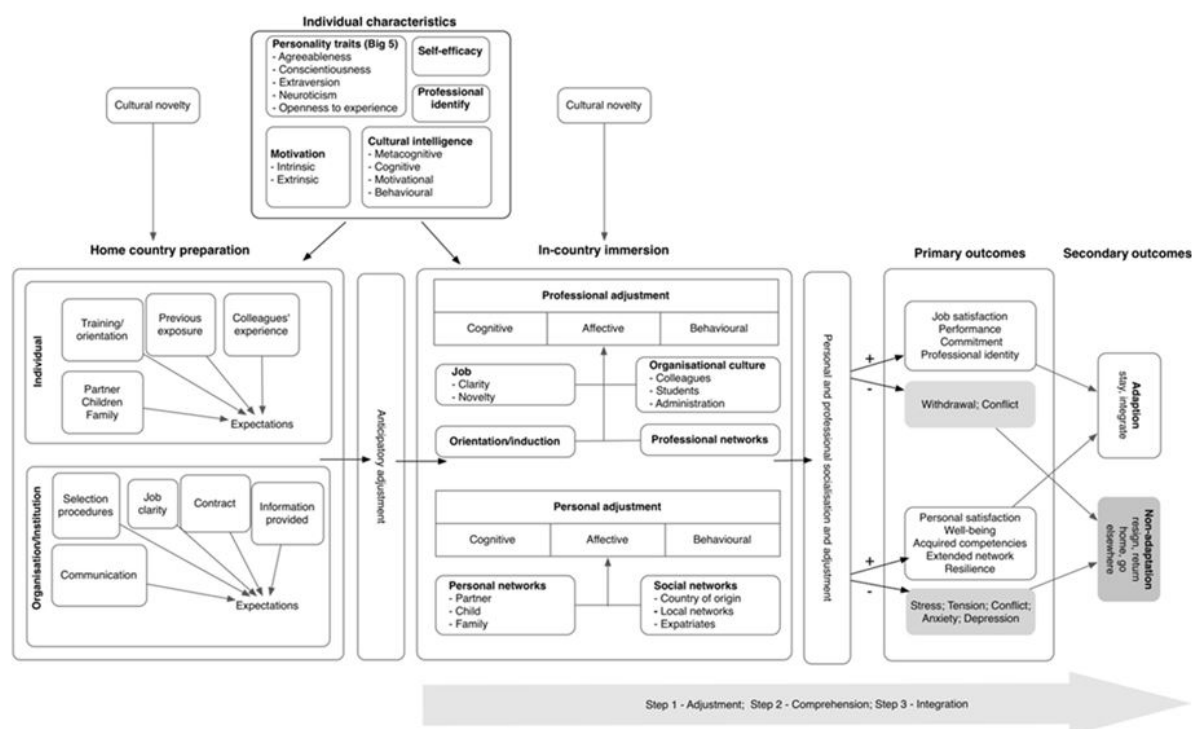 Individual characteristics
Personality traits (Big 5)
- Agreeableness
- Conscientiousness
- Extraversion
- Neuroticism
- Openness to experience
Self-efficacy
Professional
identify
Motivation
- Intrinsic
- Extrinsic
Cultural intelligence
- Metacognitive
- Cognitive
- Motivational
- Behavioural
Cultural novelty
Cultural novelty
Home country preparation
Individual
Training/
orientation
Previous
exposure
Colleagues'
experience
Partner
Children
Family
Expectations
Organisation/Institution
Selection
procedures
Job
clarity
Contract
Information
provided
Communication
Expectations
Anticipatory adjustment
In-country immersion
Professional adjustment
Cognitive
Affective
Behavioural
Job
- Clarity
- Novelty
Organisational culture
- Colleagues
- Students
- Administration
Orientation/induction
Professional networks
Personal adjustment
Cognitive
Affective
Behavioural
Personal networks
- Partner
- Child
- Family
Social networks
- Country of origin
- Local networks
- Expatriates
Personal and professional socialisation and adjustment
Primary outcomes
+
-
Job satisfaction
Performance
Commitment
Professional identity
Withdrawal; Conflict
+
-
Personal satisfaction
Well-being
Acquired competencies
Extended network
Resilience
Stress; Tension; Conflict;
Anxiety; Depression
Secondary outcomes
Adaption
stay, integrate
Non-adaptation
resign, return
home, go
elsewhere
Step 1 - Adjustment; Step 2 - Comprehension; Step 3 - Integration